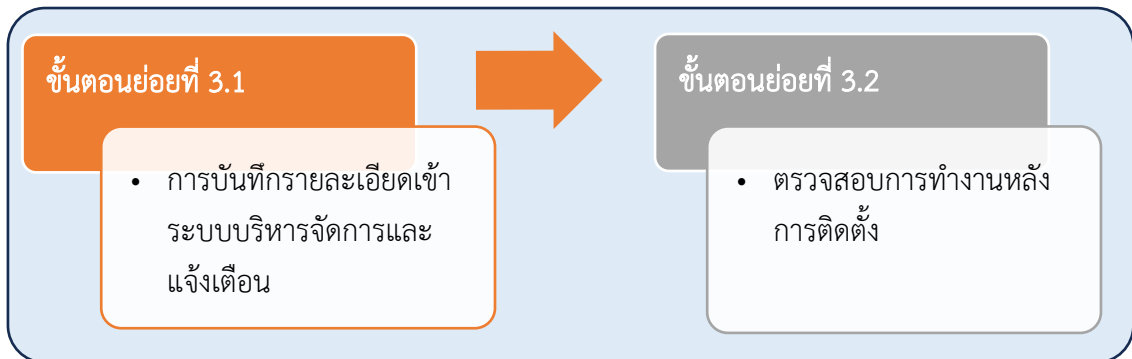 ขั้นตอนย่อยที่ 3.1
• การบันทึกรายละเอียดเข้า
ระบบบริหารจัดการและ
แจ้งเตือน
ขั้นตอนย่อยที่ 3.2
• ตรวจสอบการทำงานหลัง
การติดตั้ง